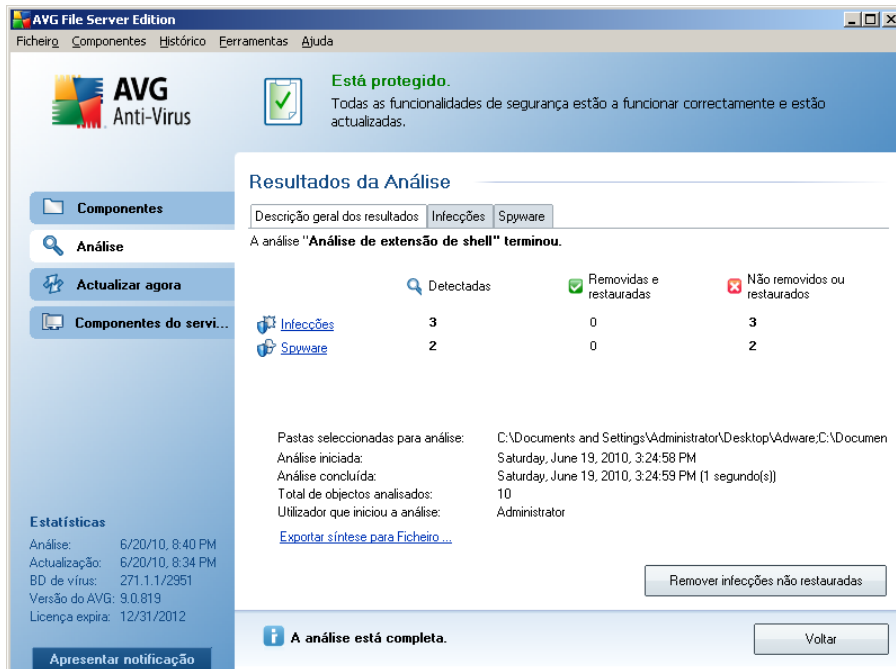 AVG File Server Edition
Ficheiro Componentes Histórico Ferramentas Ajuda
AVG
Anti-Virus
Está protegido.
Todas as funcionalidades de segurança estão a funcionar correctamente e estão
actualizadas.
Componentes
Análise
Actualizar agora
Componentes do servi...
Resultados da Análise
Descrição geral dos resultados Infecções Spyware
A análise "Análise de extensão de shell" terminou.
Detectadas Removidas e restauradas Não removidos ou restaurados
Infecções 3 0 3
Spyware 2 0 2
Pastas seleccionadas para análise: C:\Documents and Settings\Administrator\Desktop\Adware;C:\Documen
Análise iniciada: Saturday, June 19, 2010, 3:24:58 PM
Análise concluída: Saturday, June 19, 2010, 3:24:59 PM (1 segundo(s))
Total de objectos analisados: 10
Utilizador que iniciou a análise: Administrator
Exportar síntese para Ficheiro ...
Remover infecções não restauradas
Estatísticas
Análise: 6/20/10, 8:40 PM
Actualização: 6/20/10, 8:34 PM
BD de vírus: 271.1.1/2951
Versão do AVG: 9.0.819
Licença expira: 12/31/2012
Apresentar notificação
A análise está completa.
Voltar